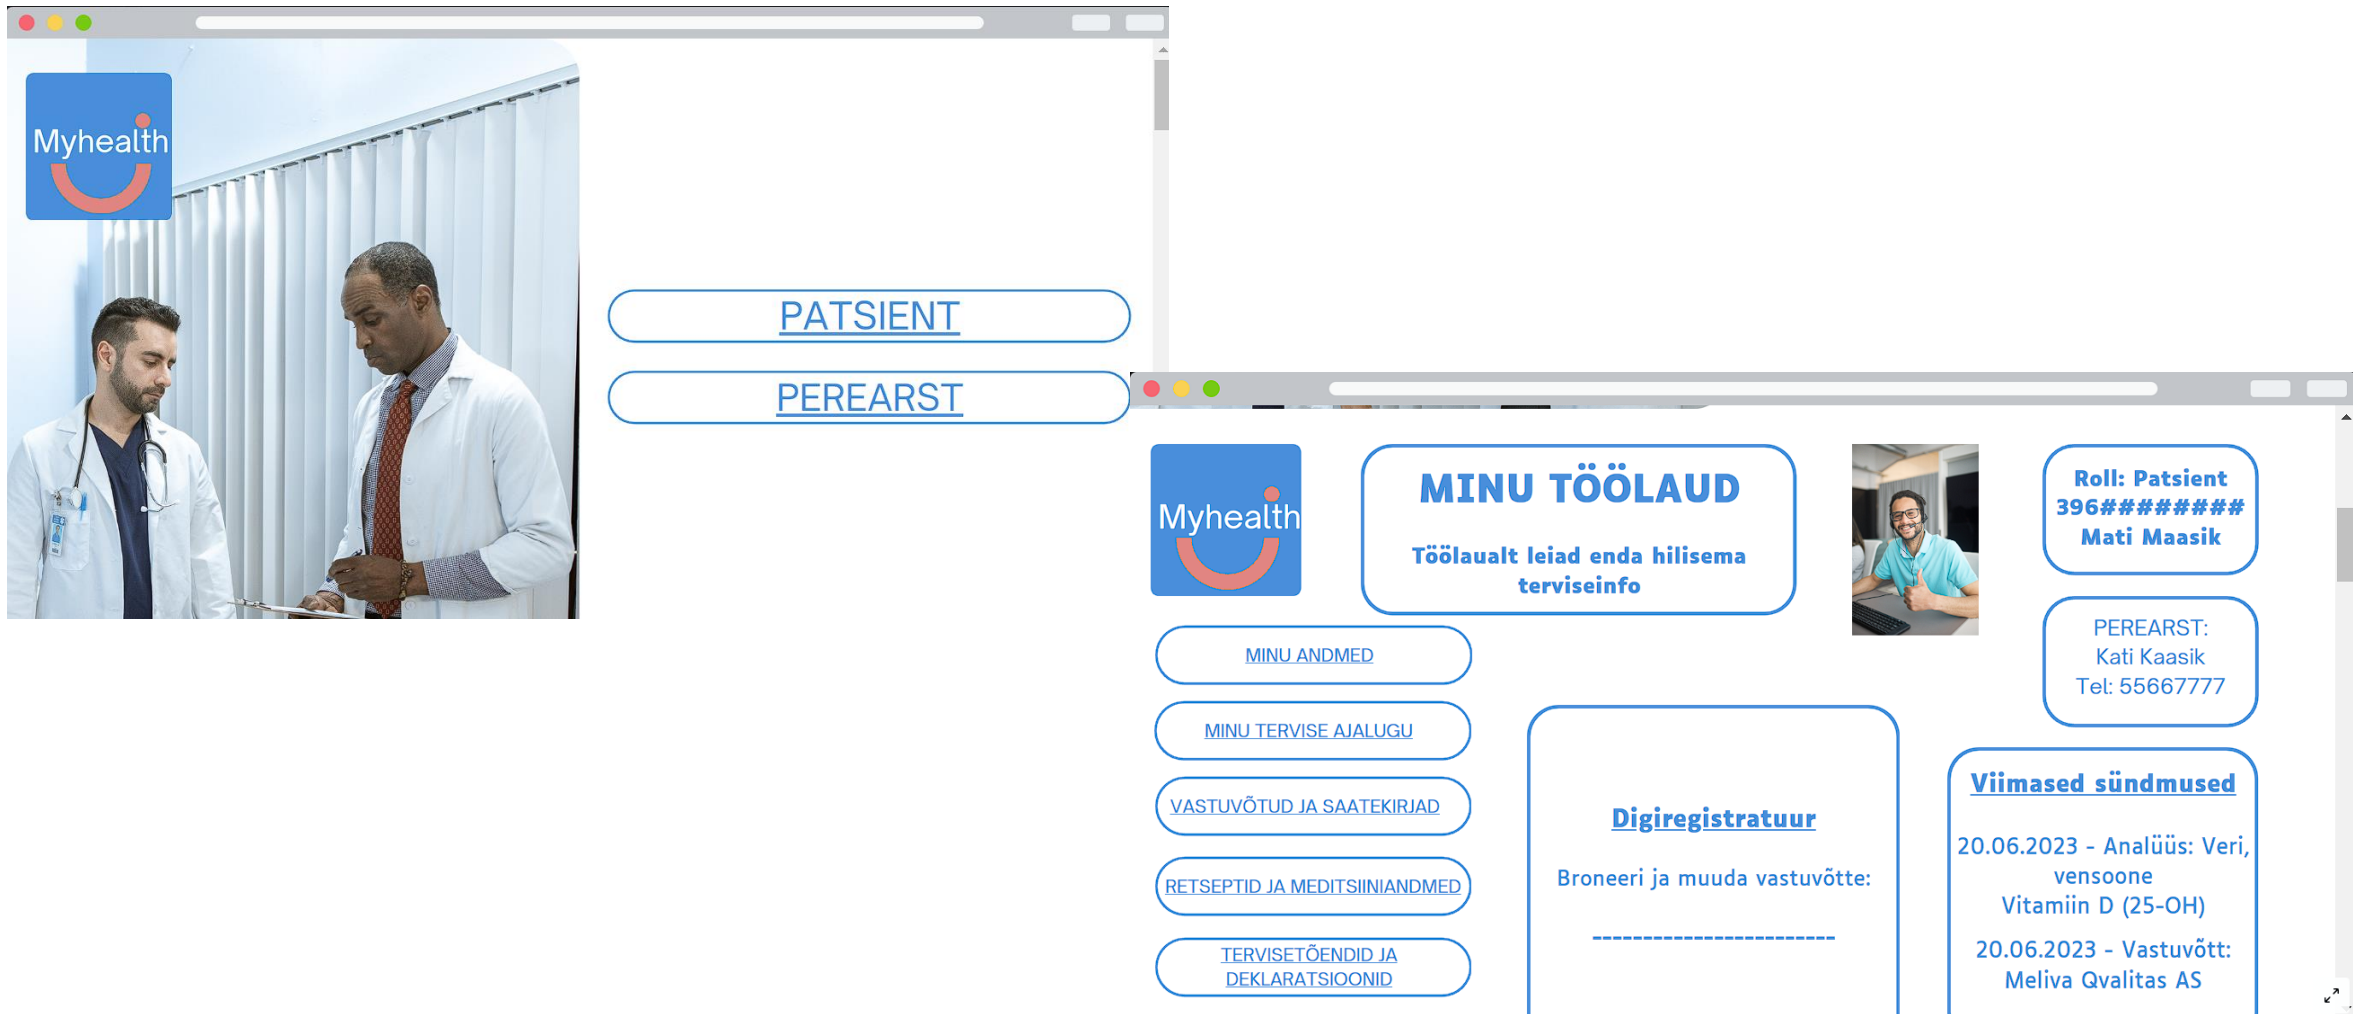 Myhealth
PATSIENT
PEREARST
Myhealth
MINU TÖÖLAUD
Töölaualt leiad enda hilisema
terviseinfo
Roll: Patsient
396########
Mati Maasik
PEREARST:
Kati Kaasik
Tel: 55667777
MINU ANDMED
MINU TERVISE AJALUGU
VASTUVÕTUD JA SAATEKIRJAD
RETSEPTID JA MEDITSIINIANDMED
TERVISETÕENDID JA
DEKLARATSIOONID
Digiregistratuur
Broneeri ja muuda vastuvõtte:
------------------------
Viimased sündmused
20.06.2023 - Analüüs: Veri,
vensoone
Vitamiin D (25-OH)
20.06.2023 - Vastuvõtt:
Meliva Qvalitas AS